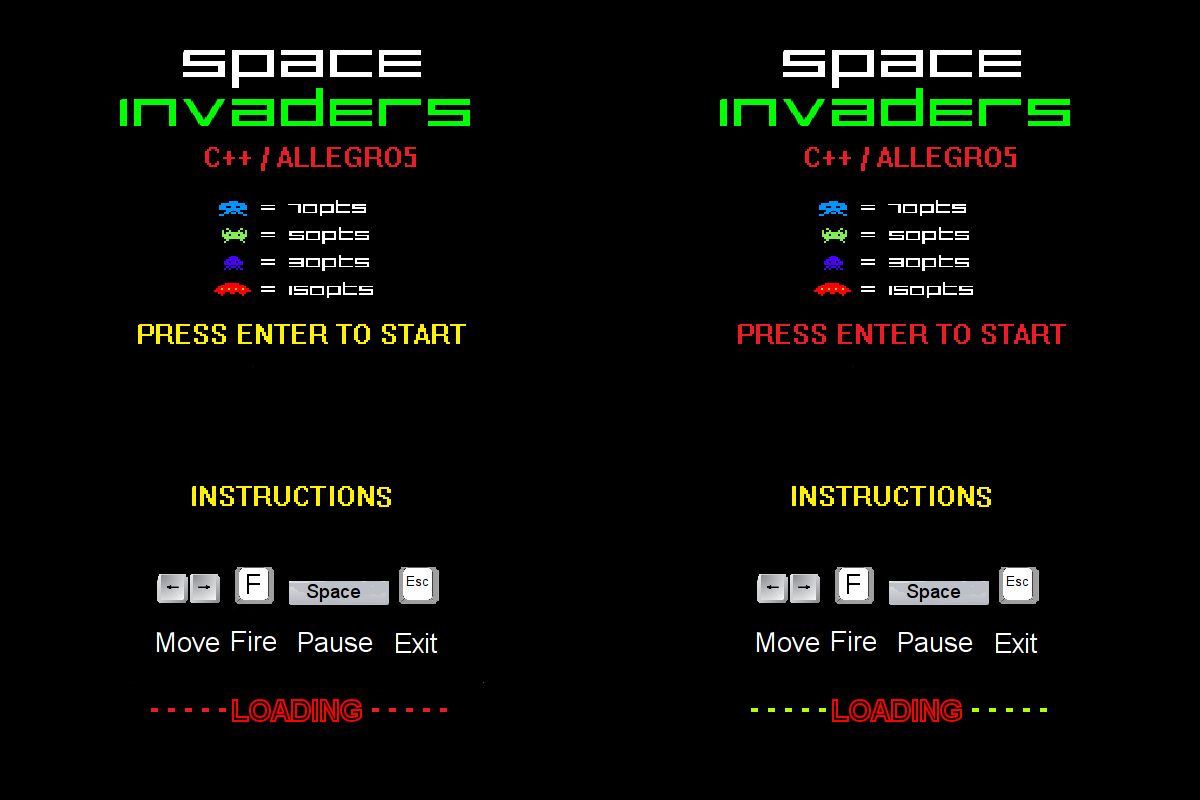 space
invaders
C++ / ALLEGRO5
= 70pts
= 50pts
= 30pts
= 150pts
PRESS ENTER TO START
INSTRUCTIONS
← → F Space Esc
Move Fire Pause Exit
- - - - - LOADING - - - - -
space
invaders
C++ / ALLEGRO5
= 70pts
= 50pts
= 30pts
= 150pts
PRESS ENTER TO START
INSTRUCTIONS
← → F Space Esc
Move Fire Pause Exit
- - - - - LOADING - - - - -